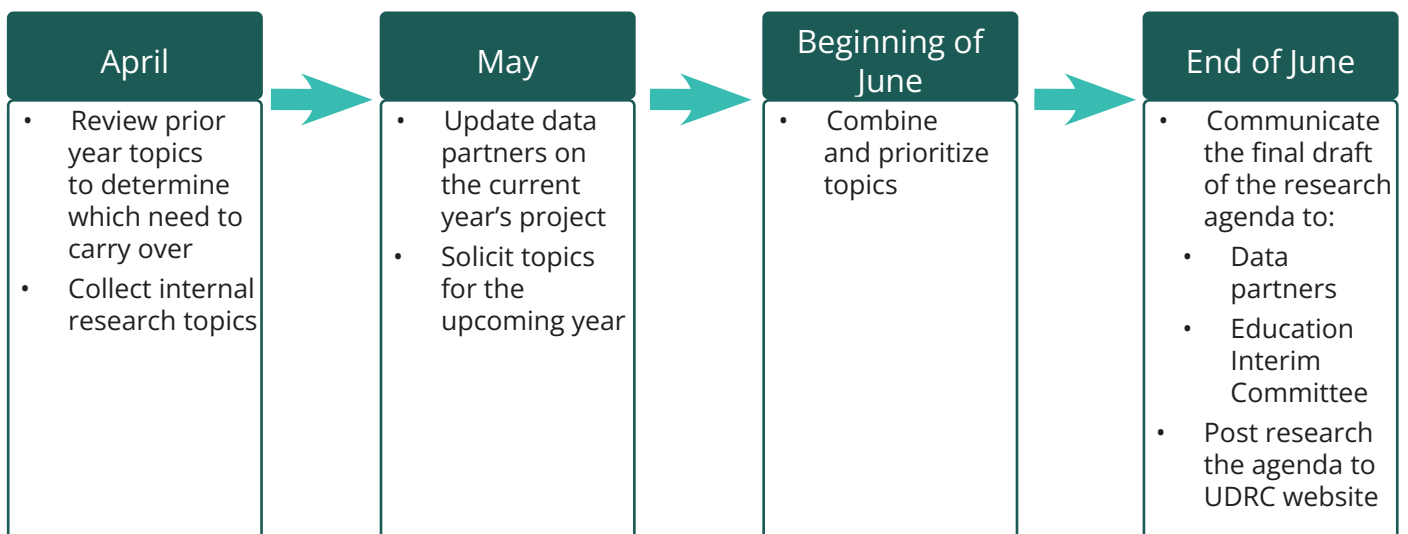 April
• Review prior
year topics
to determine
which need to
carry over
• Collect internal
research topics
May
• Update data
partners on
the current
year’s project
• Solicit topics
for the
upcoming year
Beginning of
June
• Combine
and prioritize
topics
End of June
• Communicate
the final draft
of the research
agenda to:
• Data
partners
• Education
Interim
Committee
• Post research
the agenda to
UDRC website